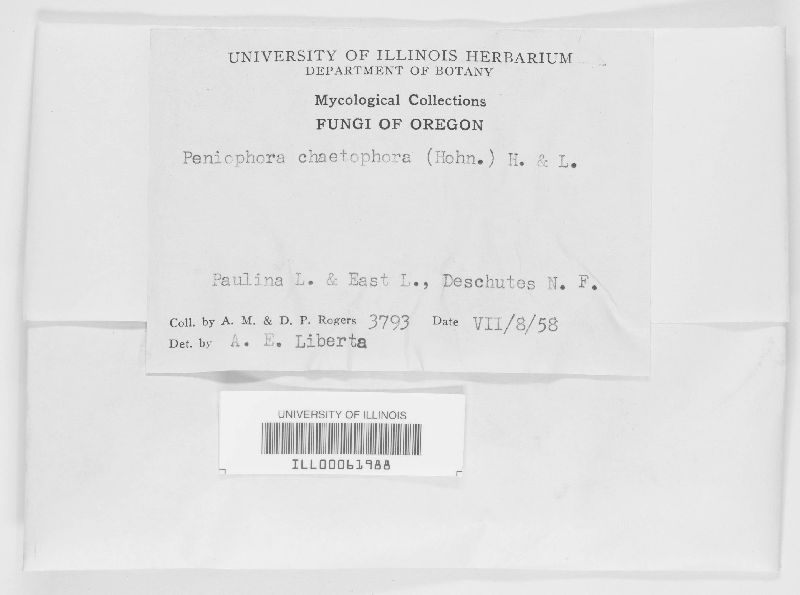 UNIVERSITY OF ILLINOIS HERBARIUM
DEPARTMENT OF BOTANY
Mycological Collections
FUNGI OF OREGON
Peniophora chaetophora (Hohn.) H. & L.
Paulina L. & East L., Deschutes N. F.
Coll. by A. M. & D. P. Rogers 3793 Date VII/8/58
Det. by A. E. Liberta
UNIVERSITY OF ILLINOIS
ILL00061988